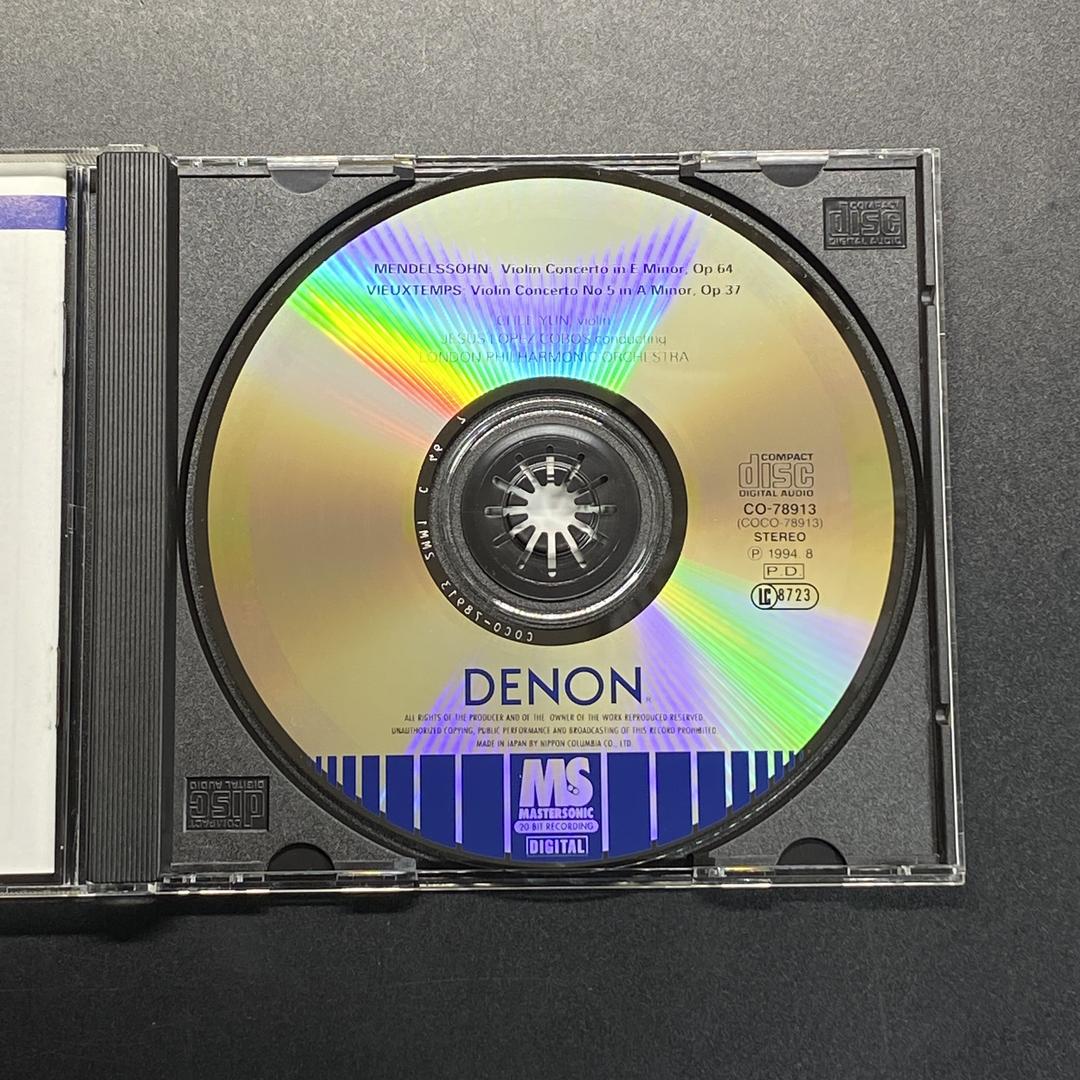 COMPACT
disc
DIGITAL AUDIO
MENDELSSOHN: Violin Concerto in E Minor, Op 64
VIEUXTEMPS: Violin Concerto No 5 in A Minor, Op 37
CHEE YUN, violin
JESUS LOPEZ COBOS conducting
LONDON PHILHARMONIC ORCHESTRA
COMPACT
disc
DIGITAL AUDIO
CO-78913
(COCO-78913)
STEREO
Ⓟ 1994. 8
P.D.
LC 8723
COCO-78913
DENON
ALL RIGHTS OF THE PRODUCER AND OF THE OWNER OF THE WORK REPRODUCED RESERVED.
UNAUTHORIZED COPYING, PUBLIC PERFORMANCE AND BROADCASTING OF THIS RECORD PROHIBITED.
MADE IN JAPAN BY NIPPON COLUMBIA CO., LTD.
MS
MASTERSONIC
20 BIT RECORDING
DIGITAL
COMPACT
disc
DIGITAL AUDIO